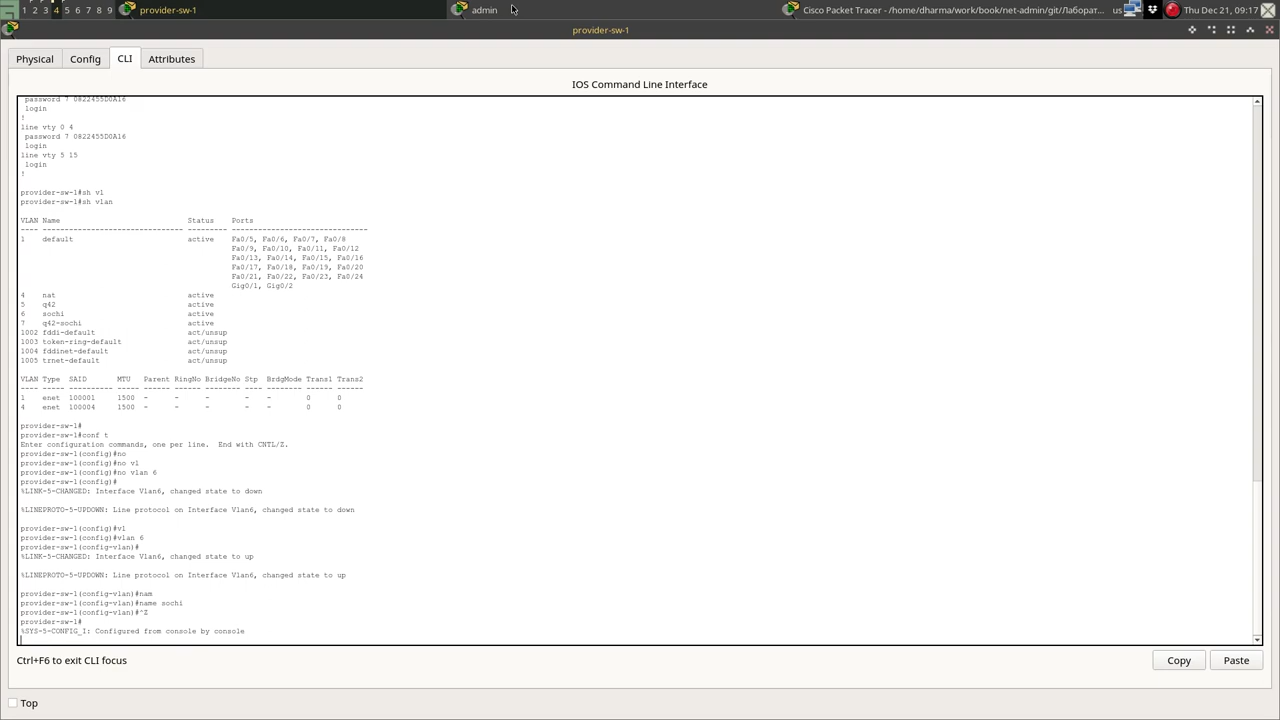 1 2 3 4 5 6 7 8 9 provider-sw-1 admin Cisco Packet Tracer - /home/dharma/work/book/net-admin/git/Лаборат... us Thu Dec 21, 09:17
provider-sw-1
Physical Config CLI Attributes
IOS Command Line Interface
password 7 0822455D0A16
login
!
line vty 0 4
password 7 0822455D0A16
login
line vty 5 15
login
!
provider-sw-1#sh vl
provider-sw-1#sh vlan
VLAN Name Status Ports
---- -------------------------------- --------- -------------------------------
1 default active Fa0/5, Fa0/6, Fa0/7, Fa0/8
Fa0/9, Fa0/10, Fa0/11, Fa0/12
Fa0/13, Fa0/14, Fa0/15, Fa0/16
Fa0/17, Fa0/18, Fa0/19, Fa0/20
Fa0/21, Fa0/22, Fa0/23, Fa0/24
Gig0/1, Gig0/2
4 nat active
5 q42 active
6 sochi active
7 q42-sochi active
1002 fddi-default act/unsup
1003 token-ring-default act/unsup
1004 fddinet-default act/unsup
1005 trnet-default act/unsup
VLAN Type SAID MTU Parent RingNo BridgeNo Stp BrdgMode Trans1 Trans2
---- ----- ---------- ----- ------ ------ -------- ---- -------- ------ ------
1 enet 100001 1500 - - - - - 0 0
4 enet 100004 1500 - - - - - 0 0
provider-sw-1#
provider-sw-1#conf t
Enter configuration commands, one per line. End with CNTL/Z.
provider-sw-1(config)#no
provider-sw-1(config)#no vl
provider-sw-1(config)#no vlan 6
provider-sw-1(config)#
%LINK-5-CHANGED: Interface Vlan6, changed state to down
%LINEPROTO-5-UPDOWN: Line protocol on Interface Vlan6, changed state to down
provider-sw-1(config)#vl
provider-sw-1(config)#vlan 6
provider-sw-1(config-vlan)#
%LINK-5-CHANGED: Interface Vlan6, changed state to up
%LINEPROTO-5-UPDOWN: Line protocol on Interface Vlan6, changed state to up
provider-sw-1(config-vlan)#nam
provider-sw-1(config-vlan)#name sochi
provider-sw-1(config-vlan)#^Z
provider-sw-1#
%SYS-5-CONFIG_I: Configured from console by console
Ctrl+F6 to exit CLI focus
Copy Paste
Top